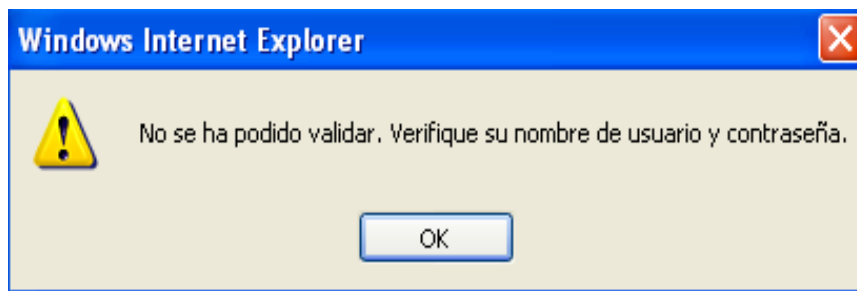 Windows Internet Explorer
No se ha podido validar. Verifique su nombre de usuario y contraseña.
OK